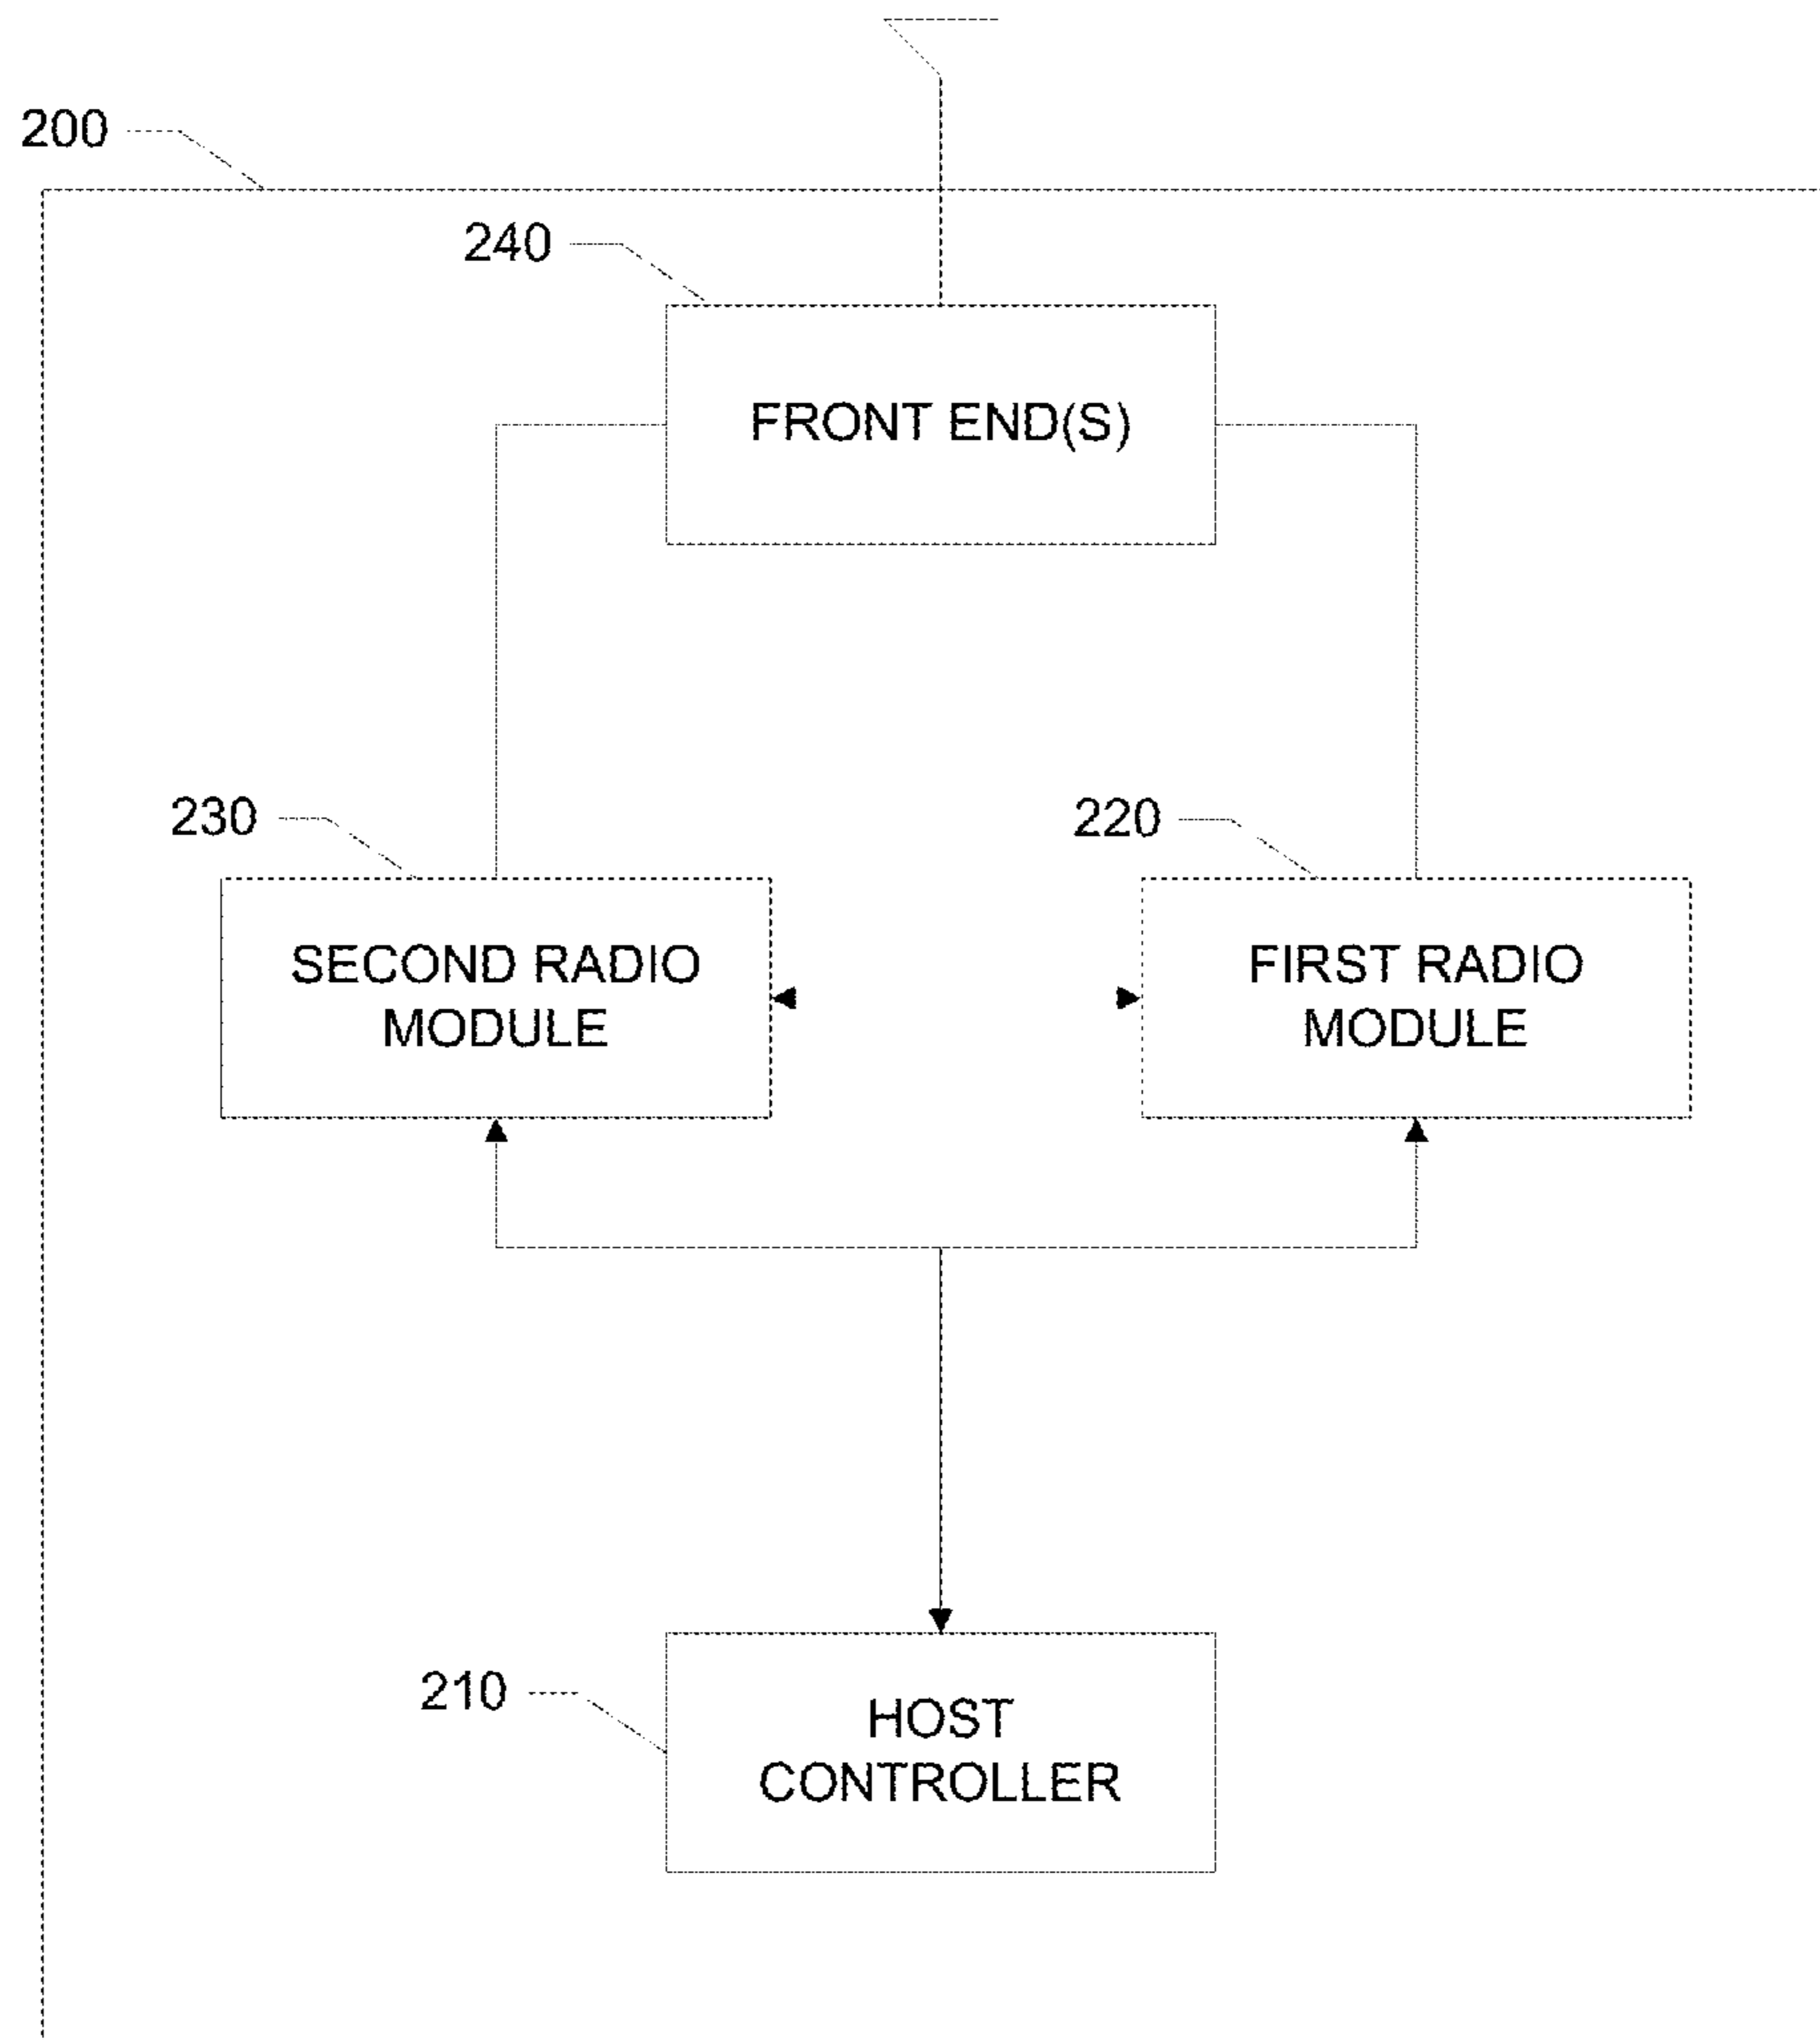 200
240
FRONT END(S)
230
220
SECOND RADIO
MODULE
FIRST RADIO
MODULE
210
HOST
CONTROLLER